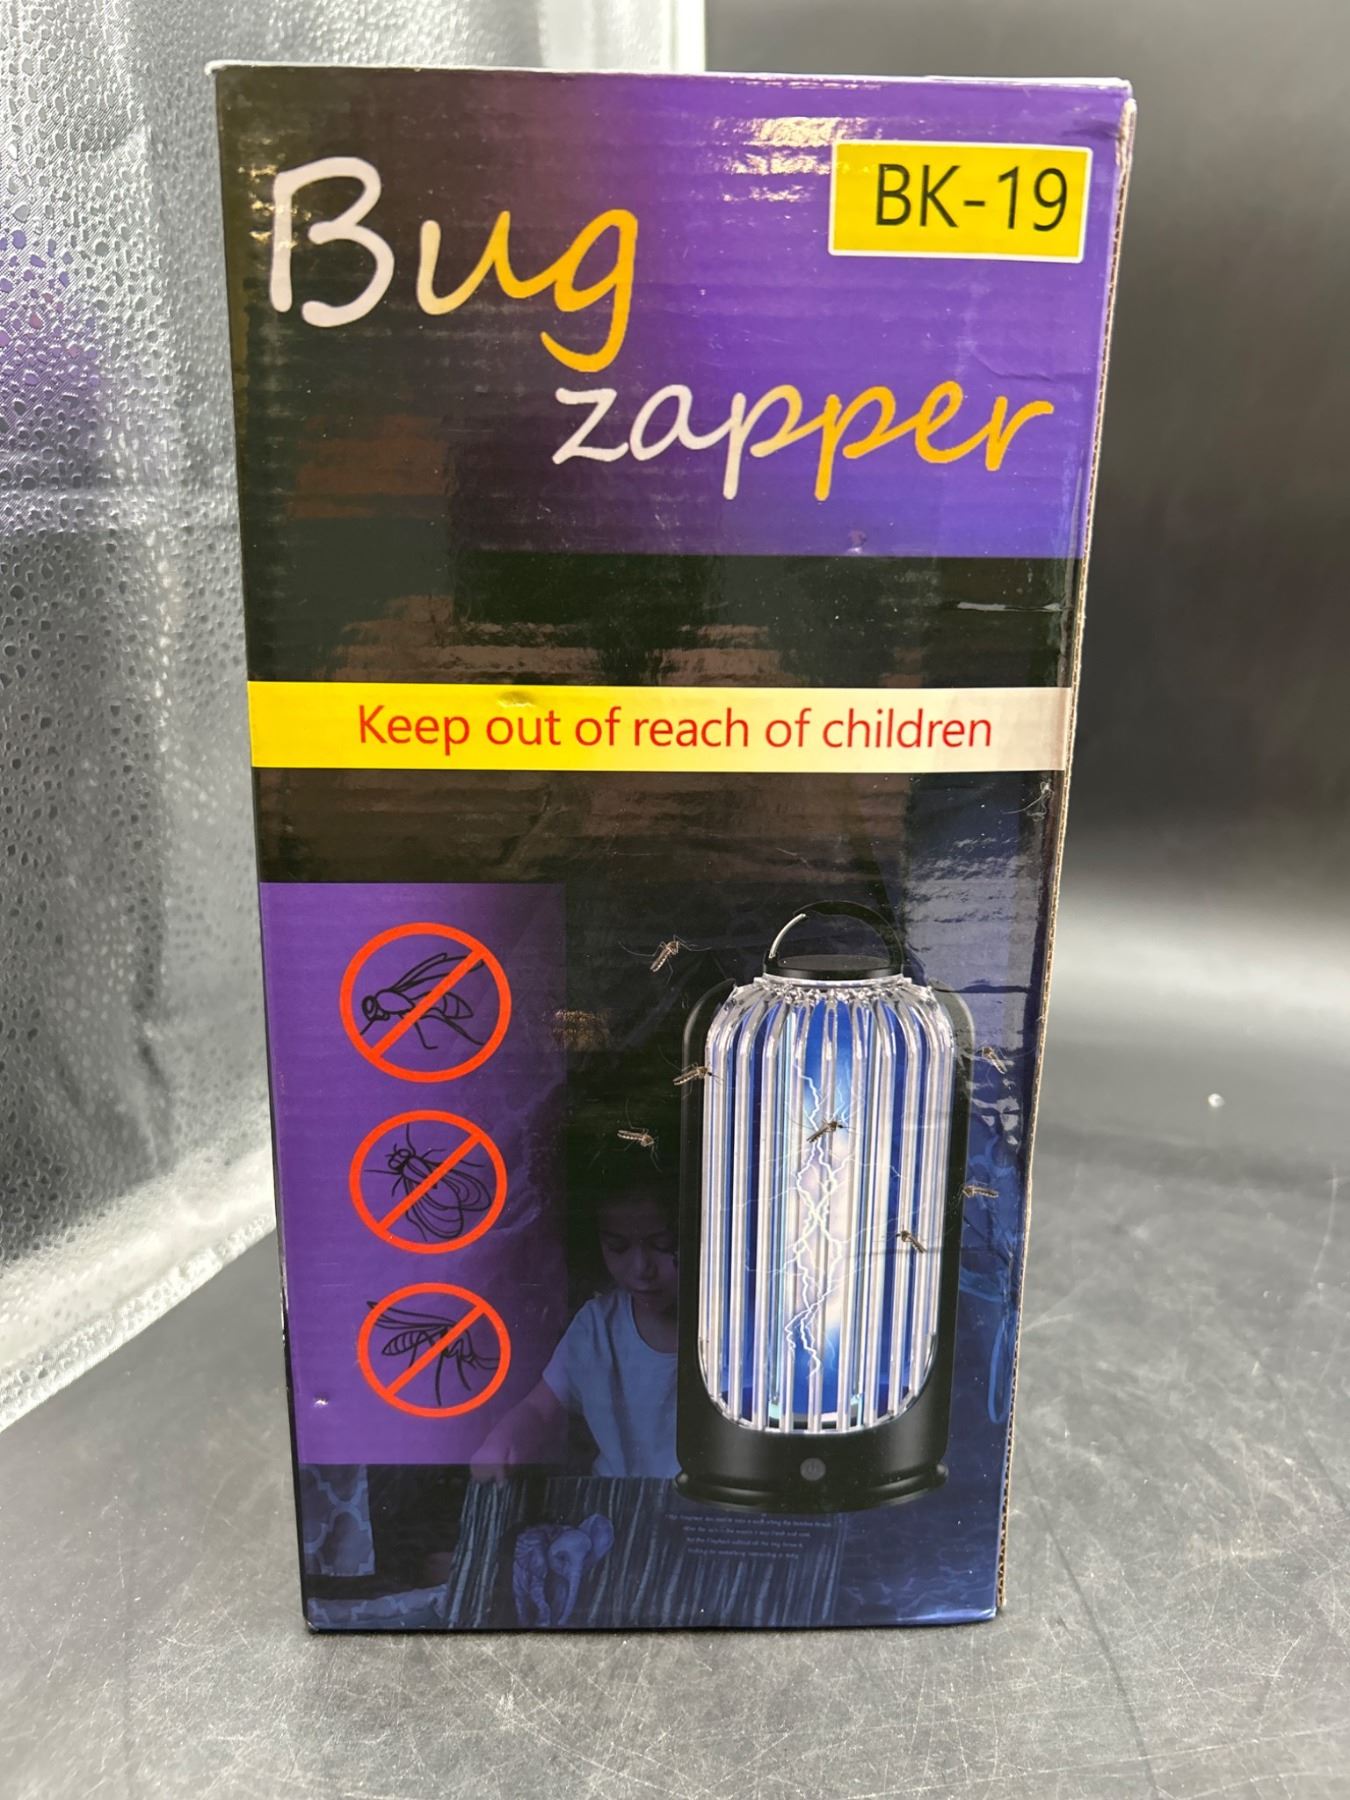 BK-19
Bug
zapper
Keep out of reach of children